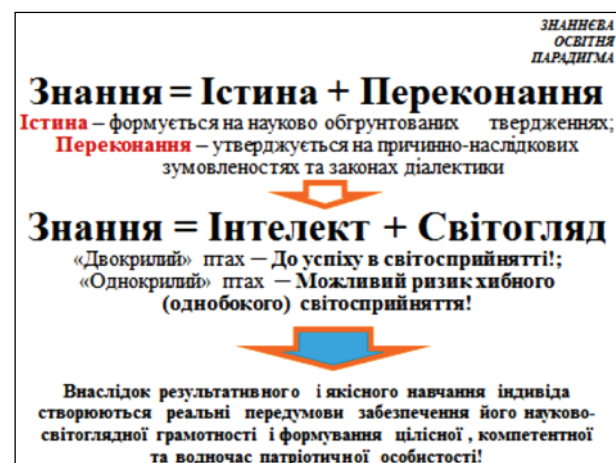 ЗНАННЄВА
ОСВІТНЯ
ПАРАДИГМА
Знання = Істина + Переконання
Істина – формується на науково обгрунтованих твердженнях;
Переконання – утверджується на причинно-наслідкових
зумовленостях та законах діалектики
Знання = Інтелект + Світогляд
«Двокрилий» птах — До успіху в світосприйнятті!;
«Однокрилий» птах — Можливий ризик хибного
(однобокого) світосприйняття!
Внаслідок результативного і якісного навчання індивіда
створюються реальні передумови забезпечення його науково-
світоглядної грамотності і формування цілісної , компетентної
та водночас патріотичної особистості!